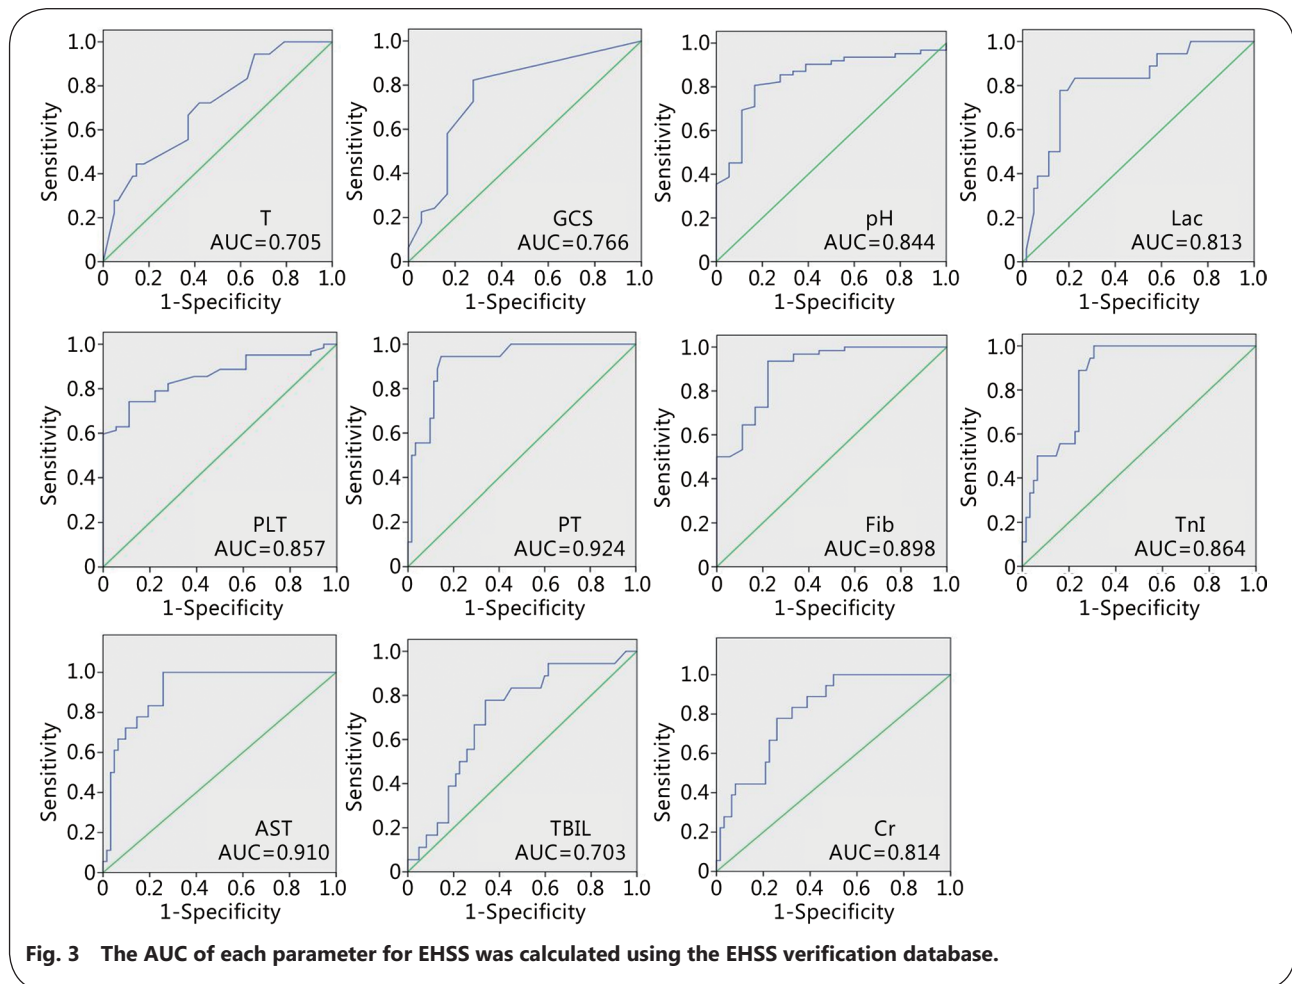 1.0
0.8
0.6
0.4
0.2
0
Sensitivity
T
AUC=0.705
0 0.2 0.4 0.6 0.8 1.0
1-Specificity
1.0
0.8
0.6
0.4
0.2
0
Sensitivity
GCS
AUC=0.766
0 0.2 0.4 0.6 0.8 1.0
1-Specificity
1.0
0.8
0.6
0.4
0.2
0
Sensitivity
pH
AUC=0.844
0 0.2 0.4 0.6 0.8 1.0
1-Specificity
1.0
0.8
0.6
0.4
0.2
0
Sensitivity
Lac
AUC=0.813
0 0.2 0.4 0.6 0.8 1.0
1-Specificity
1.0
0.8
0.6
0.4
0.2
0
Sensitivity
PLT
AUC=0.857
0 0.2 0.4 0.6 0.8 1.0
1-Specificity
1.0
0.8
0.6
0.4
0.2
0
Sensitivity
PT
AUC=0.924
0 0.2 0.4 0.6 0.8 1.0
1-Specificity
1.0
0.8
0.6
0.4
0.2
0
Sensitivity
Fib
AUC=0.898
0 0.2 0.4 0.6 0.8 1.0
1-Specificity
1.0
0.8
0.6
0.4
0.2
0
Sensitivity
TnI
AUC=0.864
0 0.2 0.4 0.6 0.8 1.0
1-Specificity
1.0
0.8
0.6
0.4
0.2
0
Sensitivity
AST
AUC=0.910
0 0.2 0.4 0.6 0.8 1.0
1-Specificity
1.0
0.8
0.6
0.4
0.2
0
Sensitivity
TBIL
AUC=0.703
0 0.2 0.4 0.6 0.8 1.0
1-Specificity
1.0
0.8
0.6
0.4
0.2
0
Sensitivity
Cr
AUC=0.814
0 0.2 0.4 0.6 0.8 1.0
1-Specificity
Fig. 3 The AUC of each parameter for EHSS was calculated using the EHSS verification database.